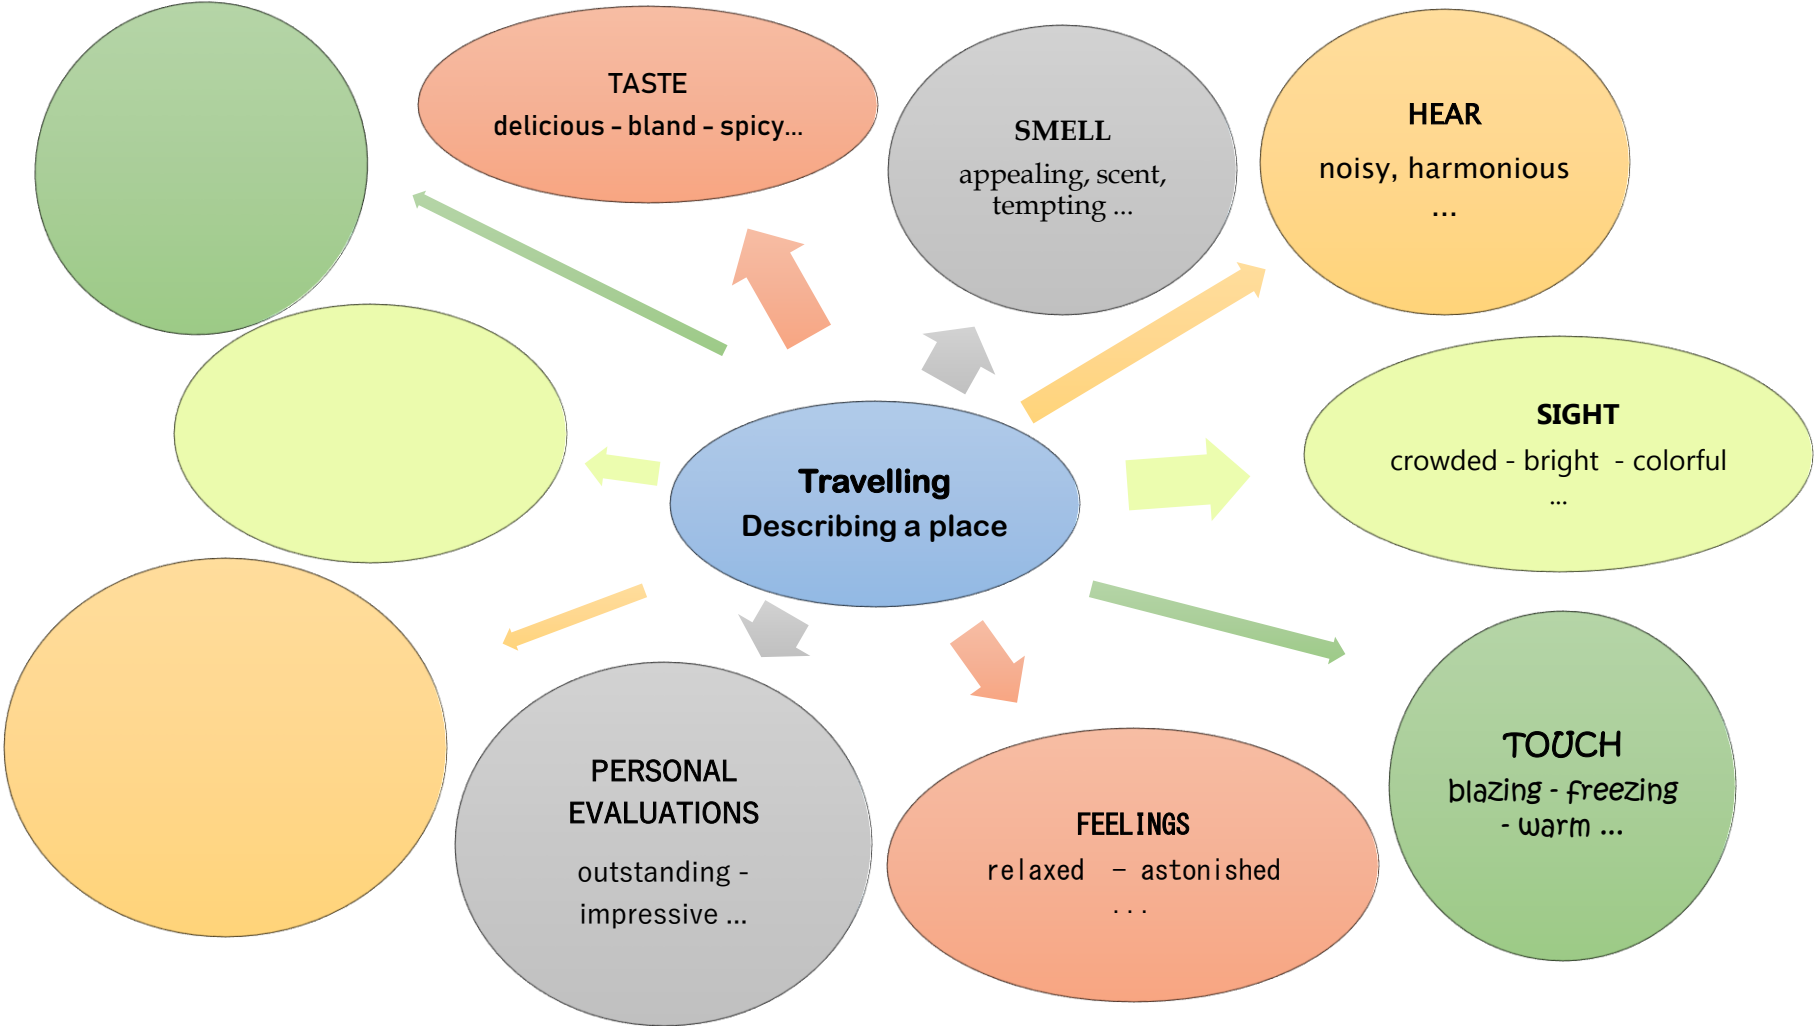 TASTE
delicious - bland - spicy...
SMELL
appealing, scent,
tempting ...
HEAR
noisy, harmonious
...
SIGHT
crowded - bright - colorful
...
Travelling
Describing a place
TOUCH
blazing - freezing
- warm ...
FEELINGS
relaxed – astonished
...
PERSONAL
EVALUATIONS
outstanding -
impressive ...